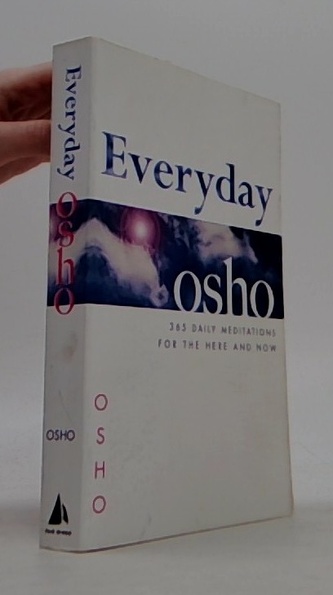 Everyday
osho
365 DAILY MEDITATIONS
FOR THE HERE AND NOW
OSHO
Everyday osho
OSHO